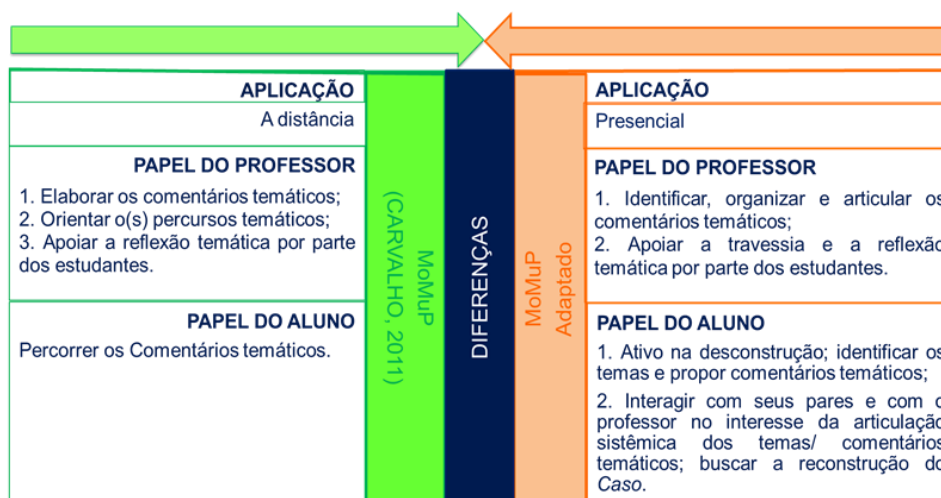 APLICAÇÃO
A distância
PAPEL DO PROFESSOR
1. Elaborar os comentários temáticos;
2. Orientar o(s) percursos temáticos;
3. Apoiar a reflexão temática por parte
dos estudantes.
PAPEL DO ALUNO
Percorrer os Comentários temáticos.
MoMuP
(CARVALHO, 2011)
DIFERENÇAS
MoMuP
Adaptado
APLICAÇÃO
Presencial
PAPEL DO PROFESSOR
1. Identificar, organizar e articular os
comentários temáticos;
2. Apoiar a travessia e a reflexão
temática por parte dos estudantes.
PAPEL DO ALUNO
1. Ativo na desconstrução; identificar os
temas e propor comentários temáticos;
2. Interagir com seus pares e com o
professor no interesse da articulação
sistêmica dos temas/ comentários
temáticos; buscar a reconstrução do
Caso.